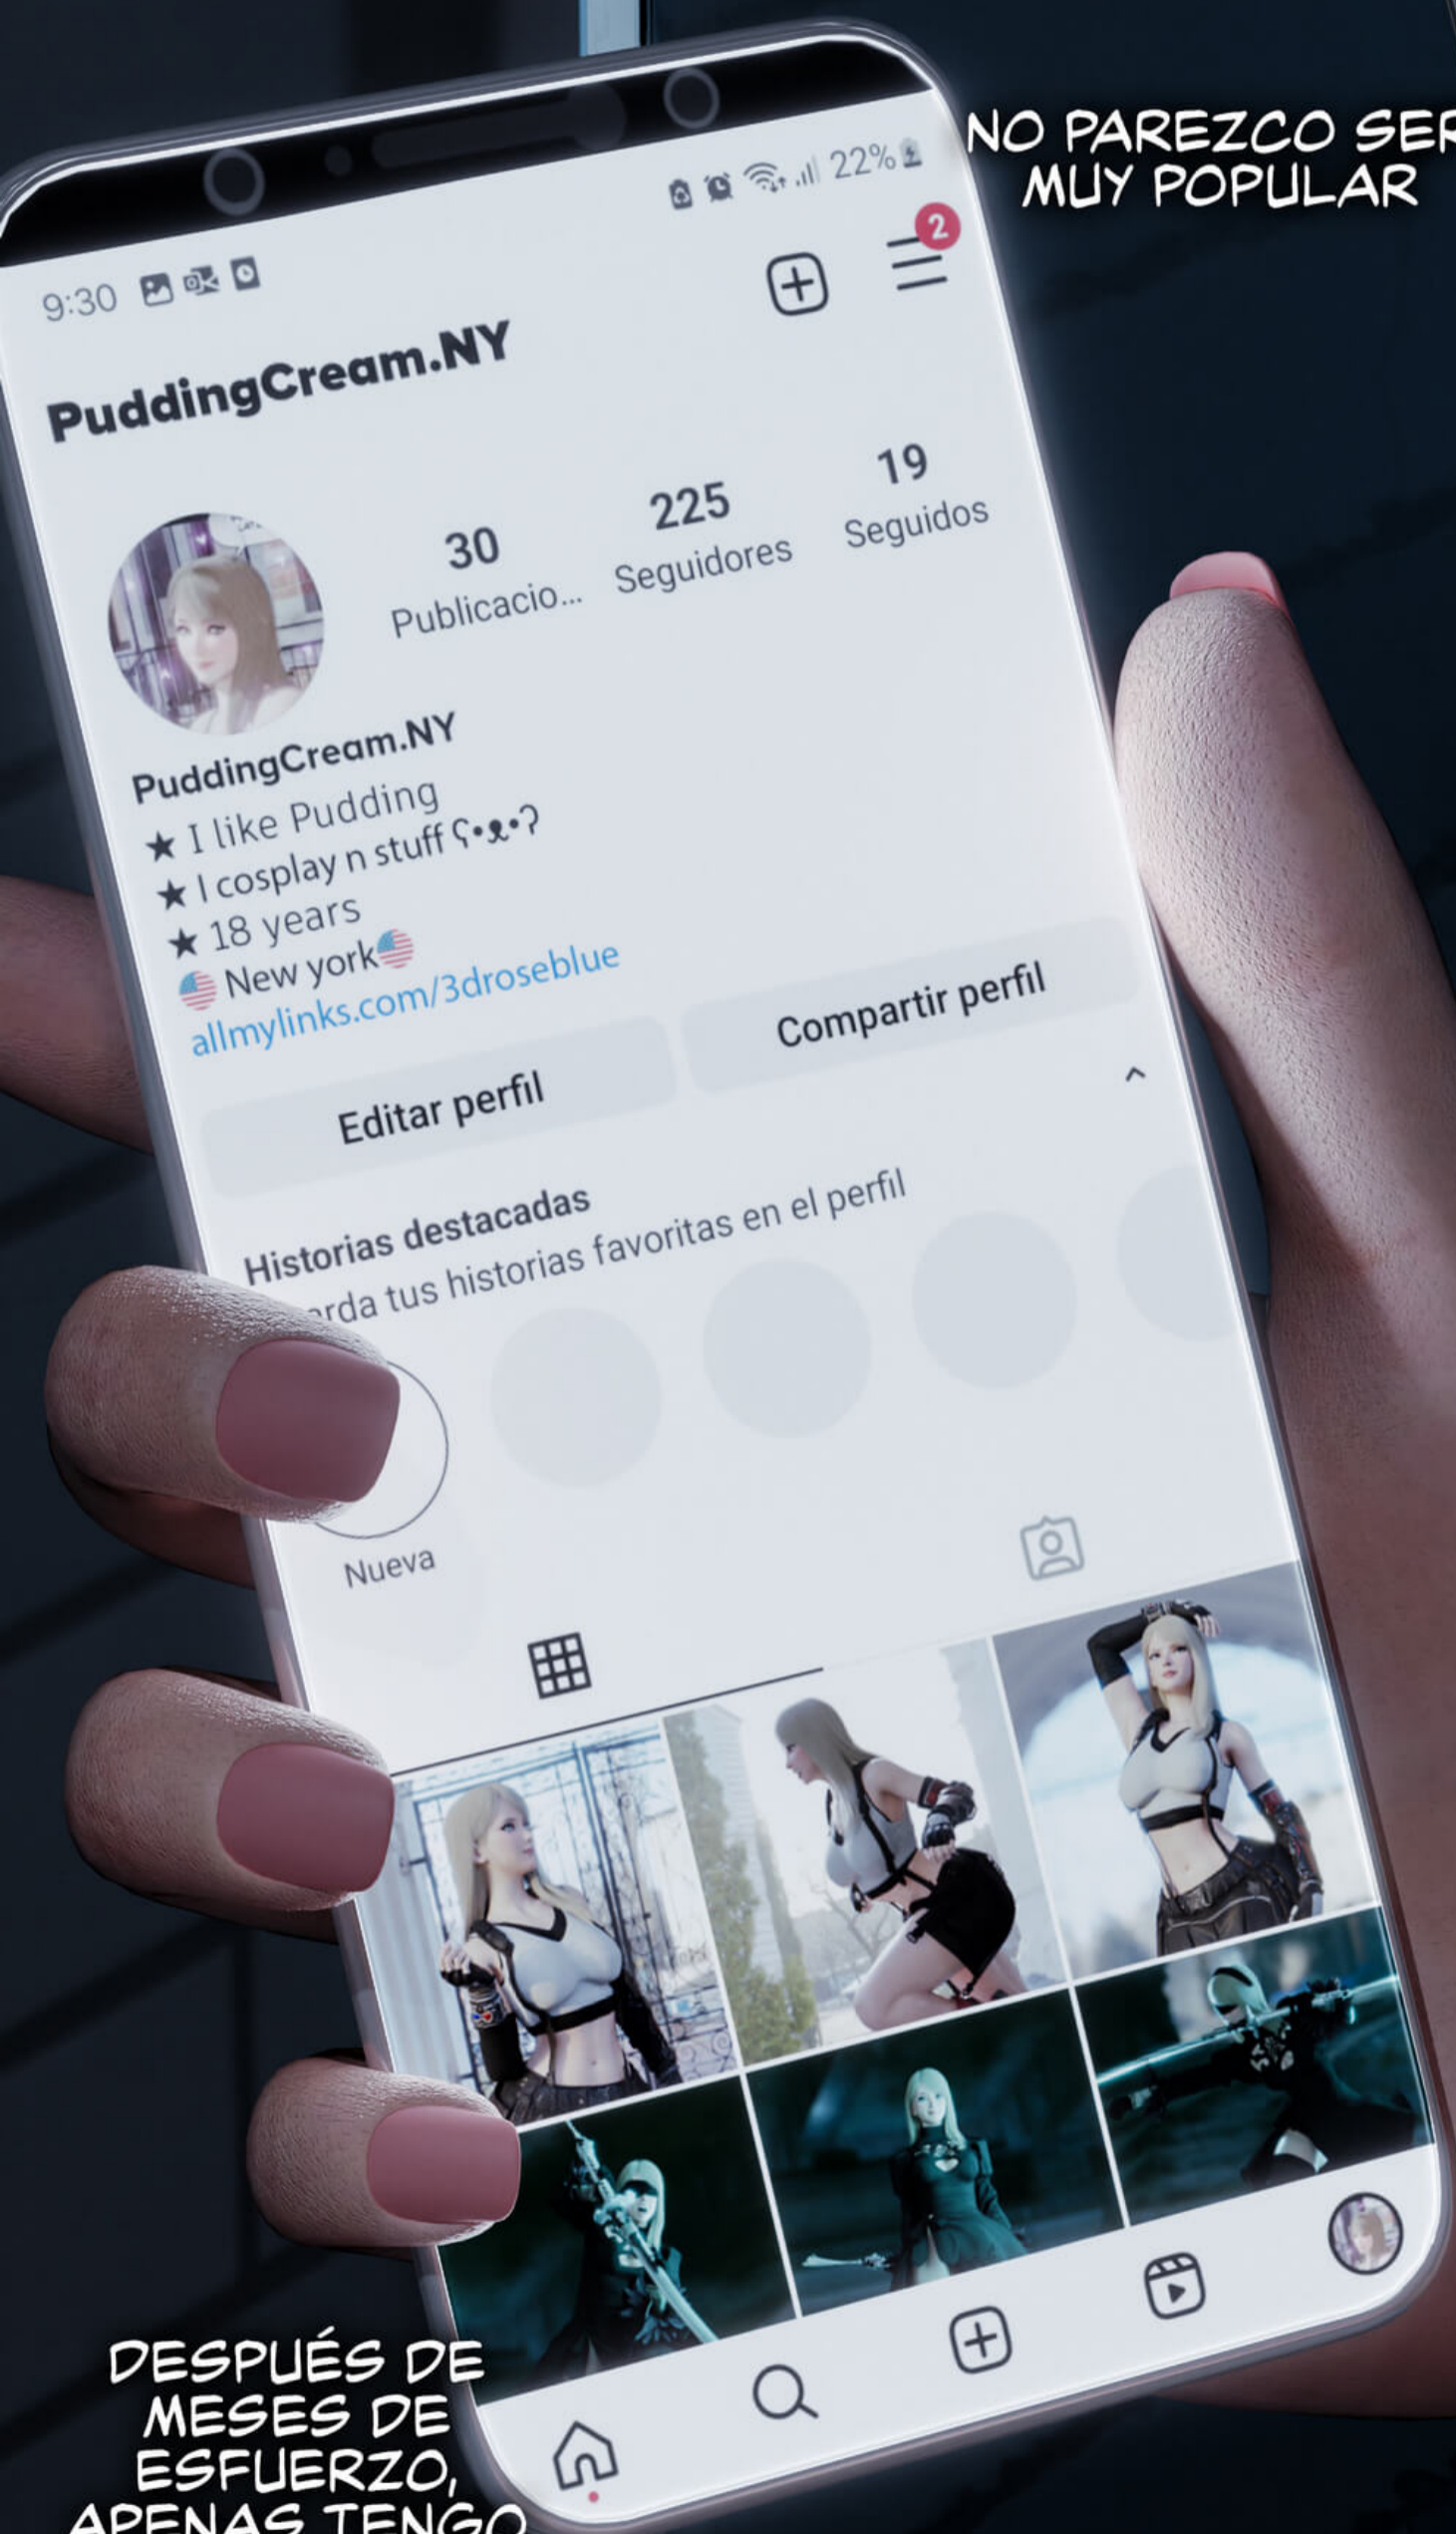 NO PAREZCO SER
MUY POPULAR
9:30
22%
2
PuddingCream.NY
30
Publicacio...
225
Seguidores
19
Seguidos
PuddingCream.NY
★ I like Pudding
★ I cosplay n stuff ʕ•ᴥ•ʔ
★ 18 years
🇺🇸 New york🇺🇸
allmylinks.com/3droseblue
Editar perfil
Compartir perfil
Historias destacadas
tus historias favoritas en el perfil
Nueva
DESPUÉS DE
MESES DE
ESFUERZO,
APENAS TENGO